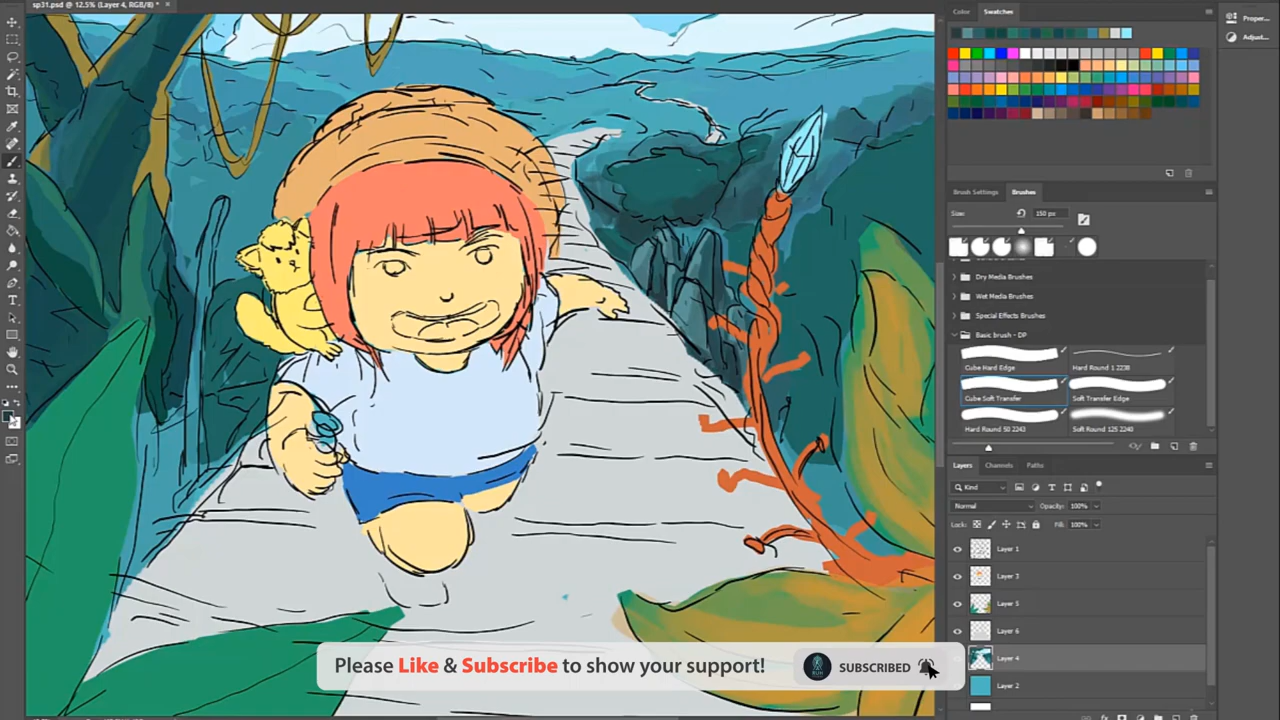 sp31.psd @ 12.5% (Layer 4, RGB/8) *
Color
Swatches
Proper...
Adjust...
Brush Settings
Brushes
Size:
150 px
Dry Media Brushes
Wet Media Brushes
Special Effects Brushes
Basic brush - DP
Cube Hard Edge
Hard Round 1 2238
Cube Soft Transfer
Soft Transfer Edge
Hard Round 50 2243
Soft Round 125 2240
Layers
Channels
Paths
Kind
Normal
Opacity: 100%
Lock:
Fill: 100%
Layer 1
Layer 3
Layer 5
Layer 6
Layer 4
Layer 2
Please Like & Subscribe to show your support!
SUBSCRIBED